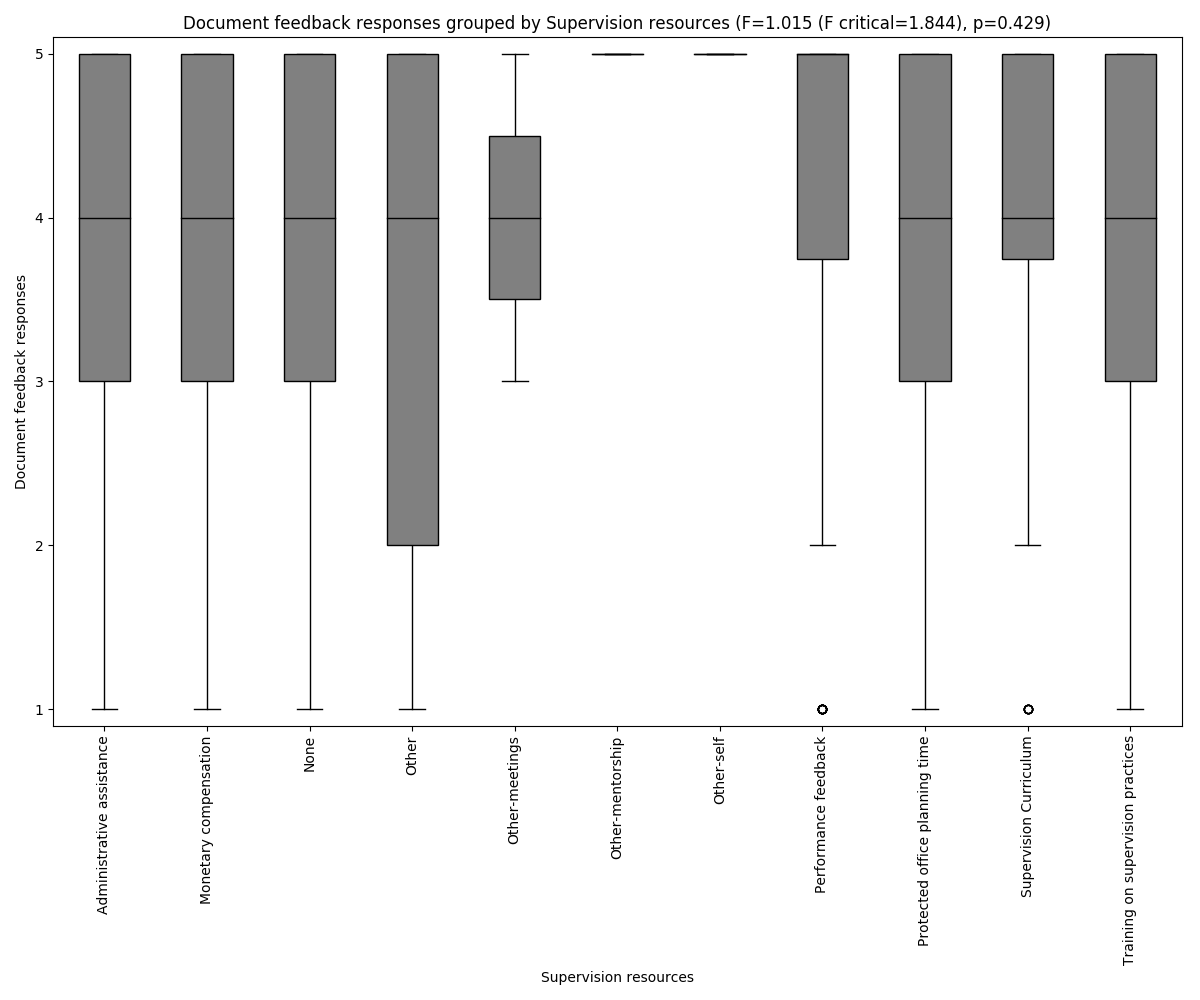 Document feedback responses grouped by Supervision resources (F=1.015 (F critical=1.844), p=0.429)
Document feedback responses
5
4
3
2
1
Administrative assistance
Monetary compensation
None
Other
Other-meetings
Other-mentorship
Other-self
Performance feedback
Protected office planning time
Supervision Curriculum
Training on supervision practices
Supervision resources